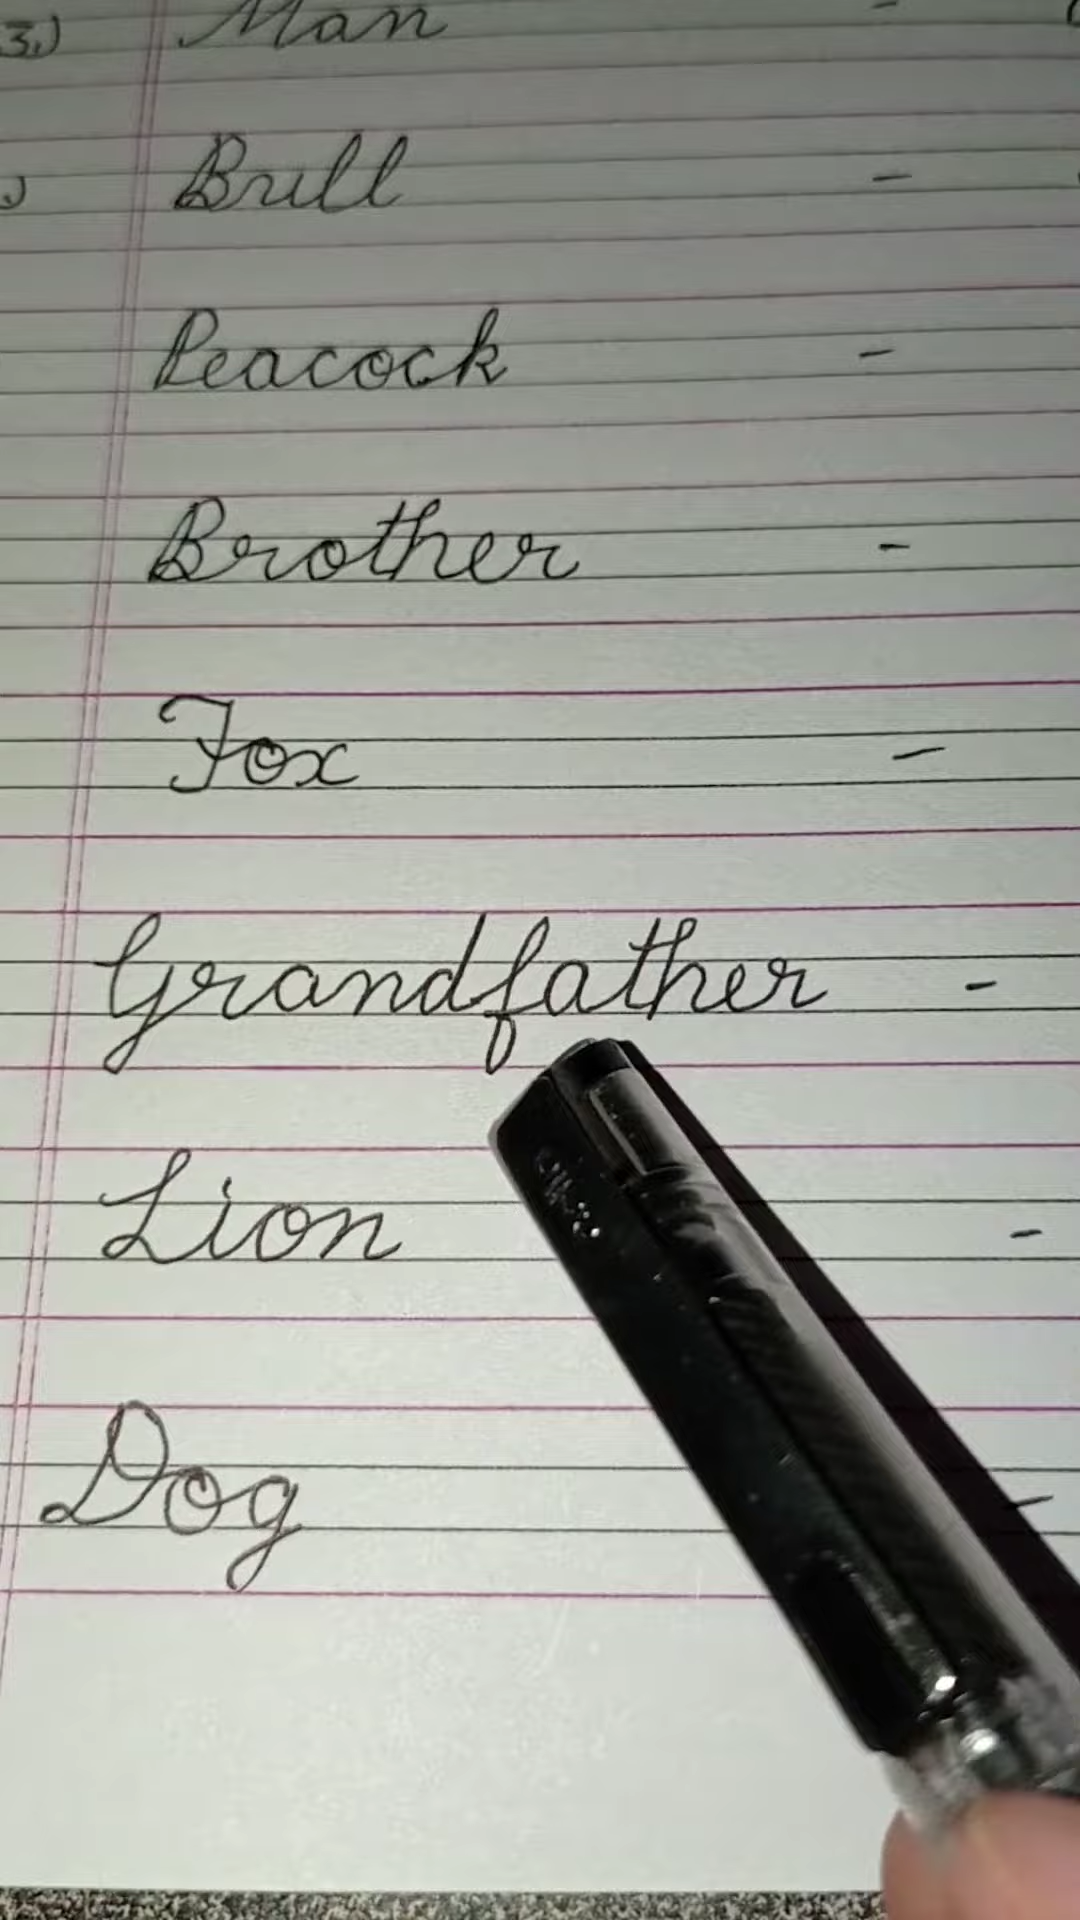 3.) Man -
Bull -
Peacock -
Brother -
Fox -
Grandfather -
Lion -
Dog -